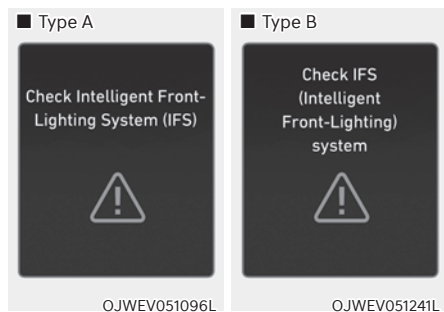 ■ Type A
Check Intelligent Front-
Lighting System (IFS)
OJWEV051096L
■ Type B
Check IFS
(Intelligent
Front-Lighting)
system
OJWEV051241L